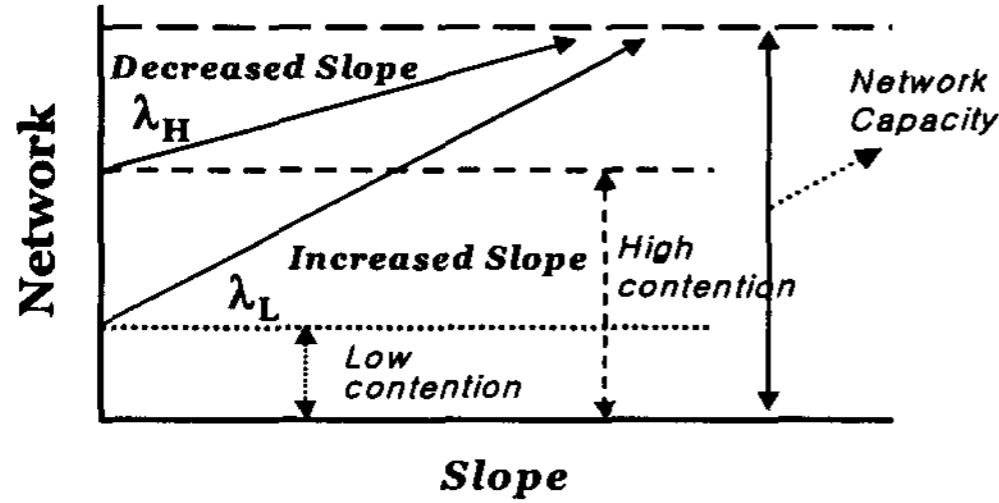 Decreased Slope
λH
Network
Capacity
Network
Increased Slope
High
contention
λL
Low
contention
Slope